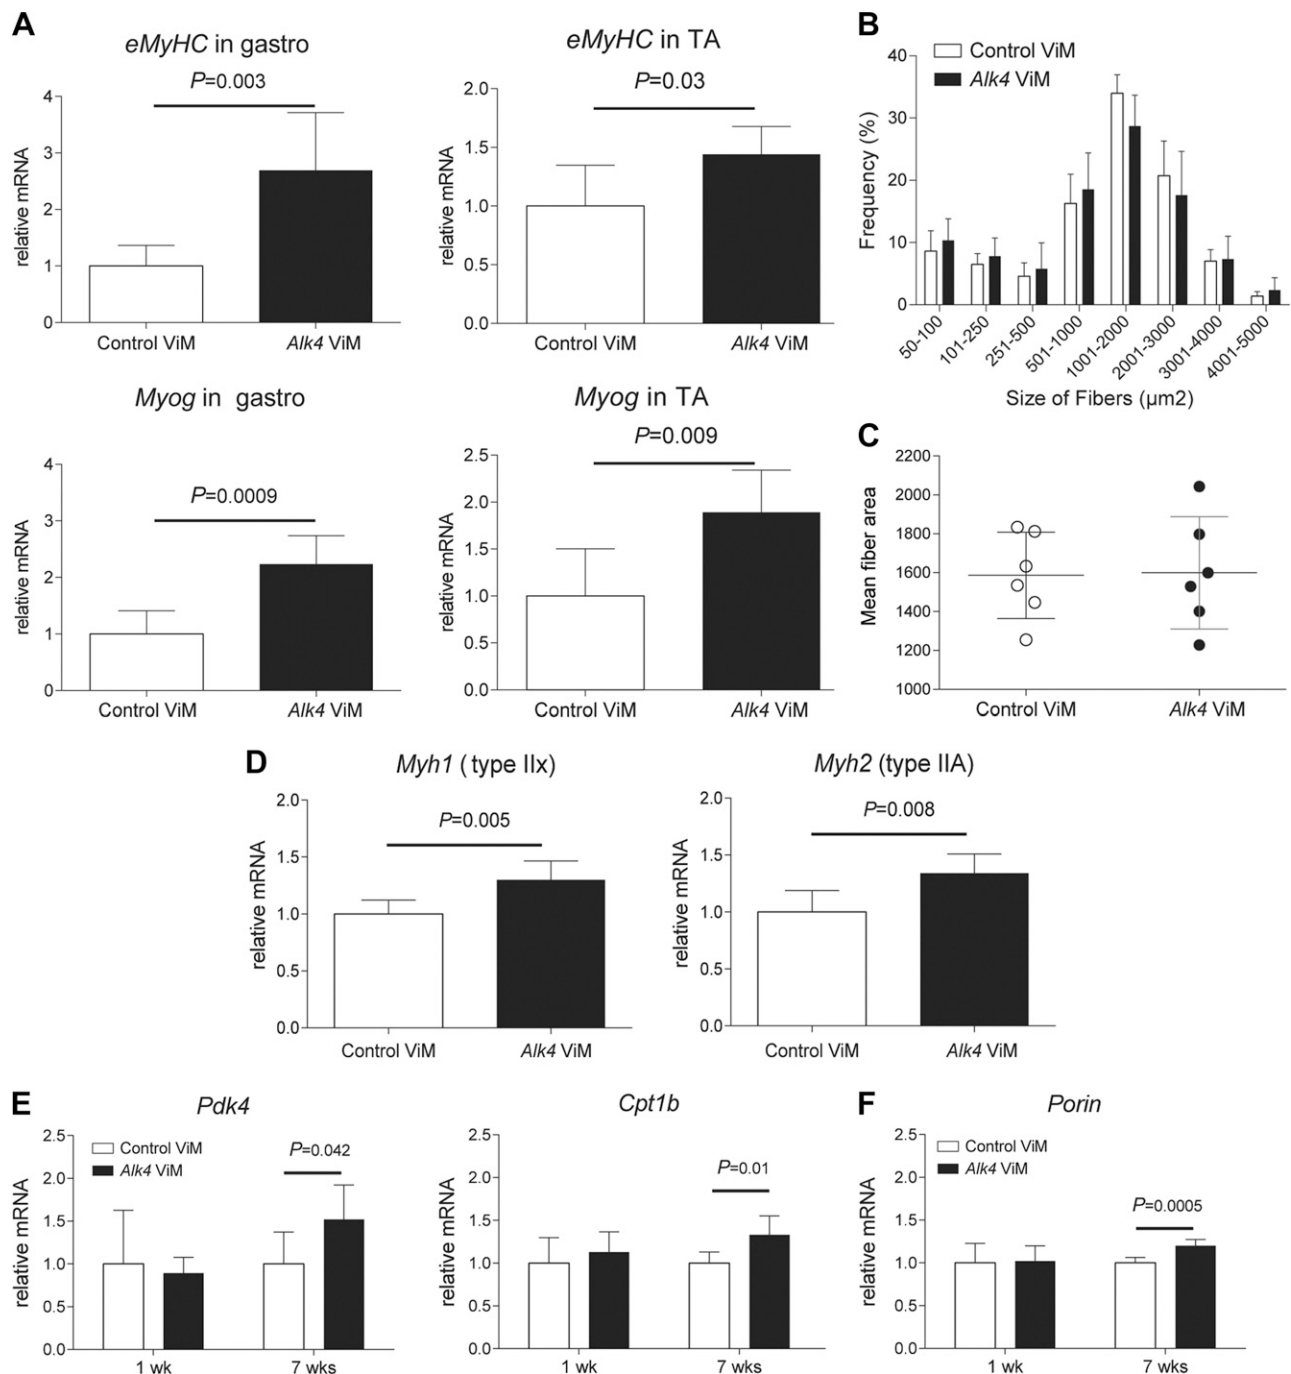 A
eMyHC in gastro
P=0.003
relative mRNA
4
3
2
1
0
Control ViM
Alk4 ViM
eMyHC in TA
P=0.03
relative mRNA
2.0
1.5
1.0
0.5
0.0
Control ViM
Alk4 ViM
Myog in gastro
P=0.0009
relative mRNA
4
3
2
1
0
Control ViM
Alk4 ViM
Myog in TA
P=0.009
relative mRNA
2.5
2.0
1.5
1.0
0.5
0.0
Control ViM
Alk4 ViM
B
Control ViM
Alk4 ViM
Frequency (%)
40
30
20
10
0
50-100
101-250
251-500
501-1000
1001-2000
2001-3000
3001-4000
4001-5000
Size of Fibers (µm2)
C
Mean fiber area
2200
2000
1800
1600
1400
1200
1000
Control ViM
Alk4 ViM
D
Myh1 ( type IIx)
P=0.005
relative mRNA
2.0
1.5
1.0
0.5
0.0
Control ViM
Alk4 ViM
Myh2 (type IIA)
P=0.008
relative mRNA
2.0
1.5
1.0
0.5
0.0
Control ViM
Alk4 ViM
E
Pdk4
Control ViM
Alk4 ViM
P=0.042
relative mRNA
2.5
2.0
1.5
1.0
0.5
0.0
1 wk
7 wks
Cpt1b
P=0.01
relative mRNA
2.5
2.0
1.5
1.0
0.5
0.0
1 wk
7 wks
F
Porin
Control ViM
Alk4 ViM
P=0.0005
relative mRNA
2.5
2.0
1.5
1.0
0.5
0.0
1 wk
7 wks